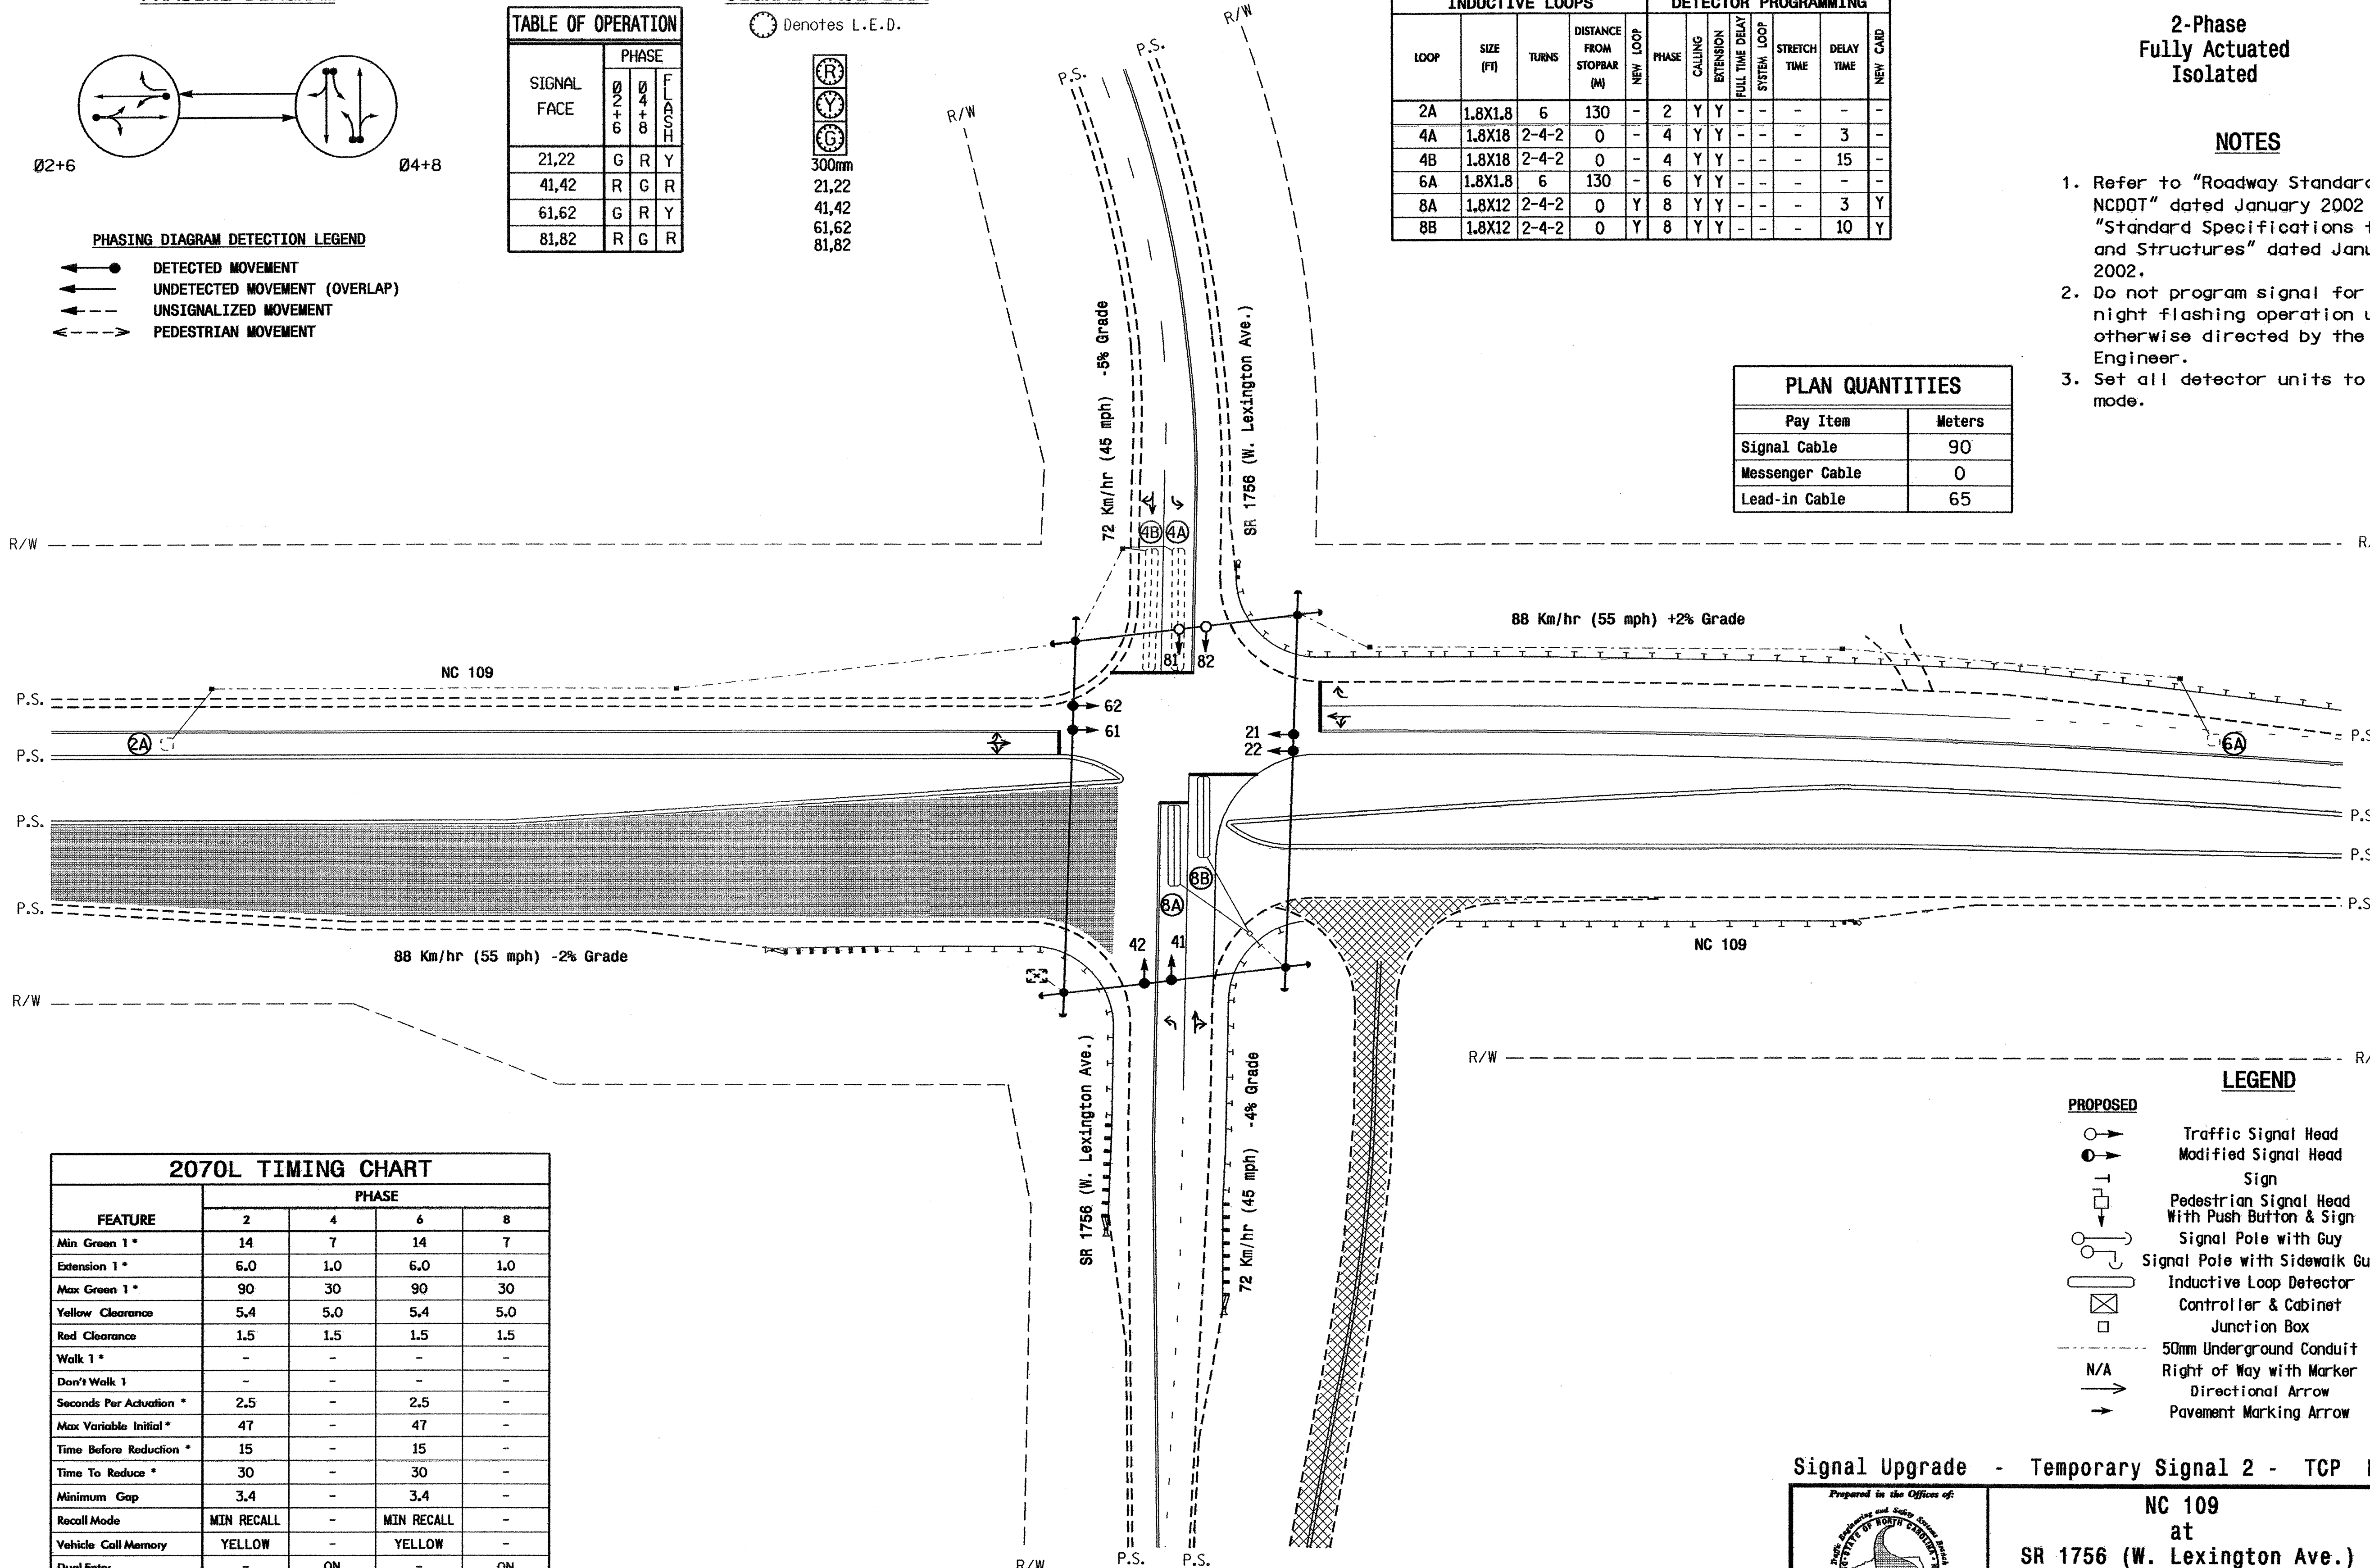 TABLE OF OPERATION
SIGNAL FACE
PHASE
Ø2+6
Ø4+8
FLASH
21,22 G R Y
41,42 R G R
61,62 G R Y
81,82 R G R
Ø2+6
Ø4+8
PHASING DIAGRAM DETECTION LEGEND
DETECTED MOVEMENT
UNDETECTED MOVEMENT (OVERLAP)
UNSIGNALIZED MOVEMENT
PEDESTRIAN MOVEMENT
Denotes L.E.D.
R
Y
G
300mm
21,22
41,42
61,62
81,82
INDUCTIVE LOOPS
DETECTOR PROGRAMMING
LOOP
SIZE (FT)
TURNS
DISTANCE FROM STOPBAR (M)
NEW LOOP
PHASE
CALLING
EXTENSION
FULL TIME DELAY
SYSTEM LOOP
STRETCH TIME
DELAY TIME
NEW CARD
2A 1.8X1.8 6 130 - 2 Y Y - - - - -
4A 1.8X18 2-4-2 0 - 4 Y Y - - - 3 -
4B 1.8X18 2-4-2 0 - 4 Y Y - - - 15 -
6A 1.8X1.8 6 130 - 6 Y Y - - - - -
8A 1.8X12 2-4-2 0 Y 8 Y Y - - - 3 Y
8B 1.8X12 2-4-2 0 Y 8 Y Y - - - 10 Y
2-Phase
Fully Actuated
Isolated
NOTES
1. Refer to "Roadway Standard
NCDOT" dated January 2002
"Standard Specifications
and Structures" dated Janu
2002.
2. Do not program signal for
night flashing operation u
otherwise directed by the
Engineer.
3. Set all detector units to
mode.
PLAN QUANTITIES
Pay Item Meters
Signal Cable 90
Messenger Cable 0
Lead-in Cable 65
R/W
P.S.
P.S.
R/W
72 Km/hr (45 mph) -5% Grade
SR 1756 (W. Lexington Ave.)
4B
4A
R/W
88 Km/hr (55 mph) +2% Grade
81
82
NC 109
62
61
21
22
2A
6A
P.S.
P.S.
P.S.
P.S.
P.S.
P.S.
P.S.
P.S.
8B
8A
42
41
NC 109
88 Km/hr (55 mph) -2% Grade
R/W
R/W
SR 1756 (W. Lexington Ave.)
72 Km/hr (45 mph) -4% Grade
R/W
P.S.
P.S.
2070L TIMING CHART
FEATURE
PHASE
2 4 6 8
Min Green 1 * 14 7 14 7
Extension 1 * 6.0 1.0 6.0 1.0
Max Green 1 * 90 30 90 30
Yellow Clearance 5.4 5.0 5.4 5.0
Red Clearance 1.5 1.5 1.5 1.5
Walk 1 * - - - -
Don't Walk 1 - - - -
Seconds Per Actuation * 2.5 - 2.5 -
Max Variable Initial * 47 - 47 -
Time Before Reduction * 15 - 15 -
Time To Reduce * 30 - 30 -
Minimum Gap 3.4 - 3.4 -
Recall Mode MIN RECALL - MIN RECALL -
Vehicle Call Memory YELLOW - YELLOW -
Dual Entry - ON - ON
LEGEND
PROPOSED
Traffic Signal Head
Modified Signal Head
Sign
Pedestrian Signal Head
With Push Button & Sign
Signal Pole with Guy
Signal Pole with Sidewalk Gu
Inductive Loop Detector
Controller & Cabinet
Junction Box
50mm Underground Conduit
N/A Right of Way with Marker
Directional Arrow
Pavement Marking Arrow
Signal Upgrade - Temporary Signal 2 - TCP
Prepared in the Offices of:
NC 109
at
SR 1756 (W. Lexington Ave.)